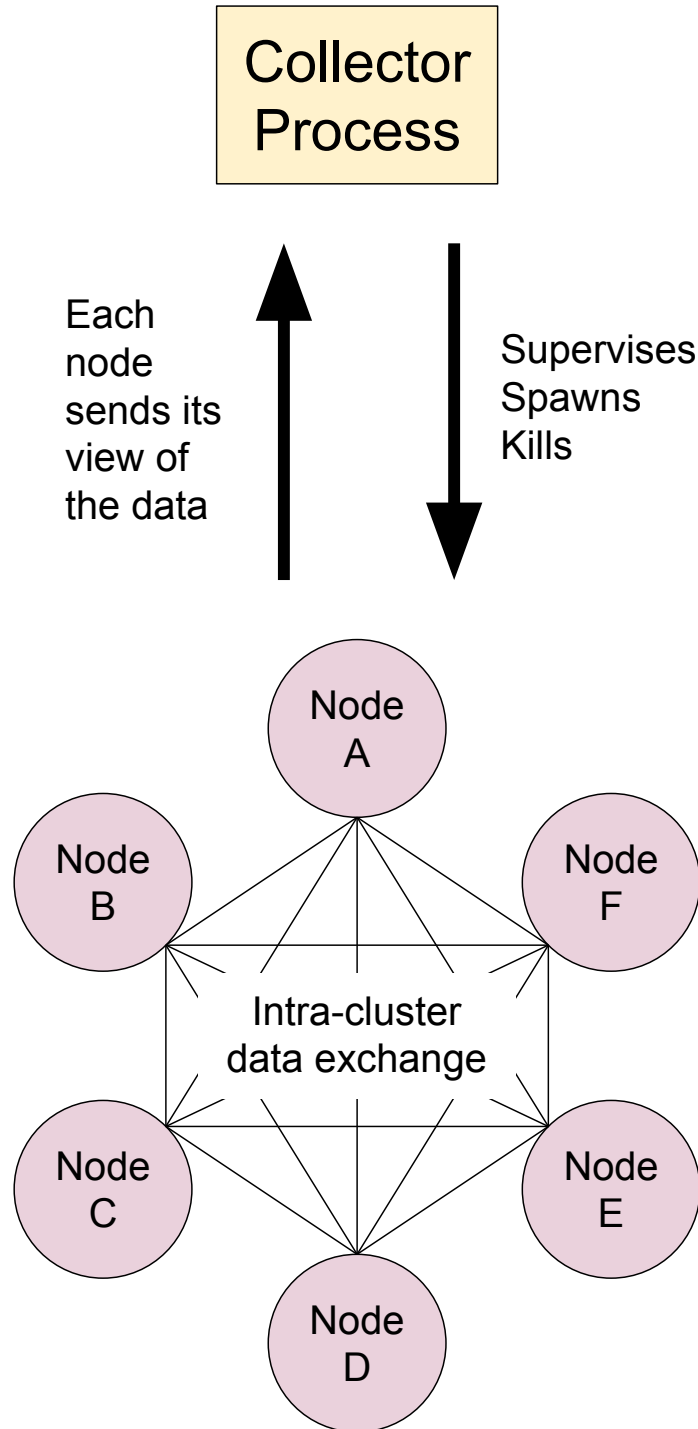 Collector
Process
Each
node
sends its
view of
the data
Supervises
Spawns
Kills
Node
A
Node
B
Node
F
Intra-cluster
data exchange
Node
C
Node
E
Node
D